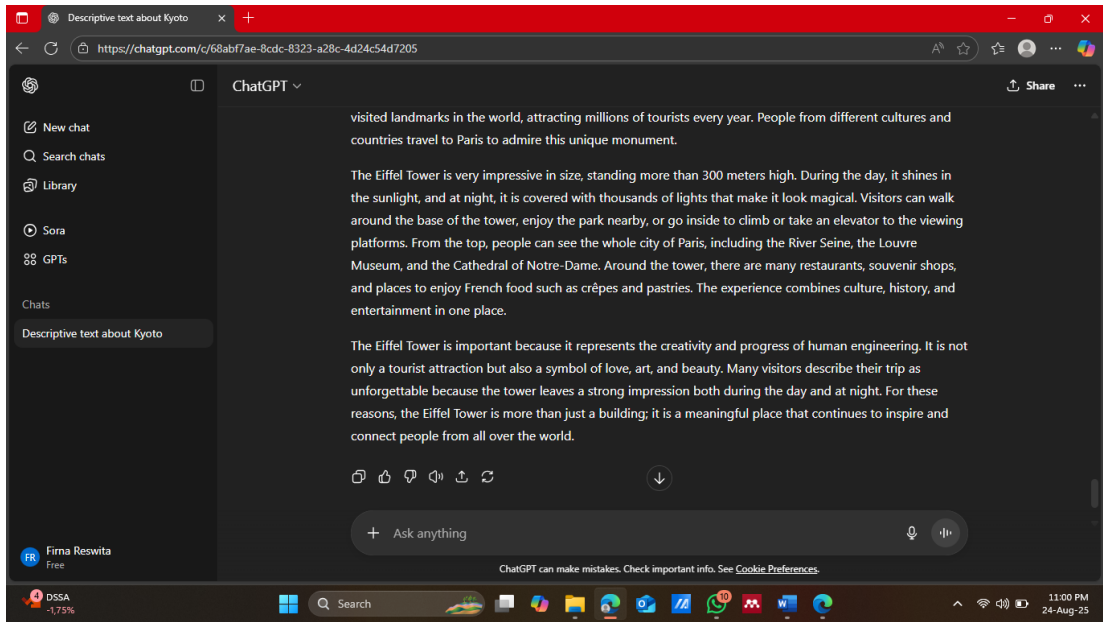 Descriptive text about Kyoto
https://chatgpt.com/c/68abf7ae-8cdc-8323-a28c-4d24c54d7205
ChatGPT
Share
New chat
Search chats
Library
Sora
GPTs
Chats
Descriptive text about Kyoto
visited landmarks in the world, attracting millions of tourists every year. People from different cultures and
countries travel to Paris to admire this unique monument.
The Eiffel Tower is very impressive in size, standing more than 300 meters high. During the day, it shines in
the sunlight, and at night, it is covered with thousands of lights that make it look magical. Visitors can walk
around the base of the tower, enjoy the park nearby, or go inside to climb or take an elevator to the viewing
platforms. From the top, people can see the whole city of Paris, including the River Seine, the Louvre
Museum, and the Cathedral of Notre-Dame. Around the tower, there are many restaurants, souvenir shops,
and places to enjoy French food such as crêpes and pastries. The experience combines culture, history, and
entertainment in one place.
The Eiffel Tower is important because it represents the creativity and progress of human engineering. It is not
only a tourist attraction but also a symbol of love, art, and beauty. Many visitors describe their trip as
unforgettable because the tower leaves a strong impression both during the day and at night. For these
reasons, the Eiffel Tower is more than just a building; it is a meaningful place that continues to inspire and
connect people from all over the world.
Ask anything
ChatGPT can make mistakes. Check important info. See Cookie Preferences.
FR
Firna Reswita
Free
4
DSSA
-1,75%
Search
10
11:00 PM
24-Aug-25